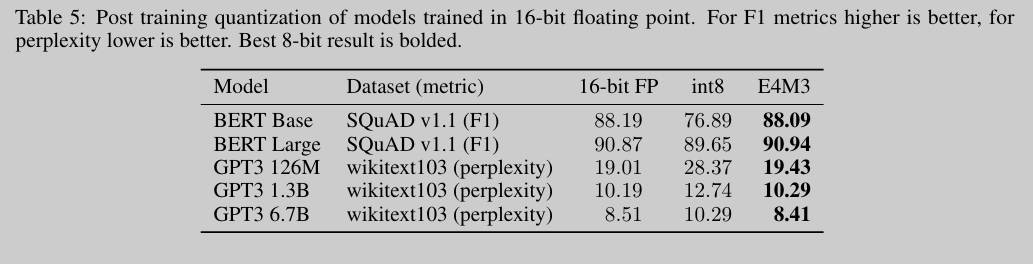 Table 5: Post training quantization of models trained in 16-bit floating point. For F1 metrics higher is better, for
perplexity lower is better. Best 8-bit result is bolded.
Model Dataset (metric) 16-bit FP int8 E4M3
BERT Base SQuAD v1.1 (F1) 88.19 76.89 88.09
BERT Large SQuAD v1.1 (F1) 90.87 89.65 90.94
GPT3 126M wikitext103 (perplexity) 19.01 28.37 19.43
GPT3 1.3B wikitext103 (perplexity) 10.19 12.74 10.29
GPT3 6.7B wikitext103 (perplexity) 8.51 10.29 8.41